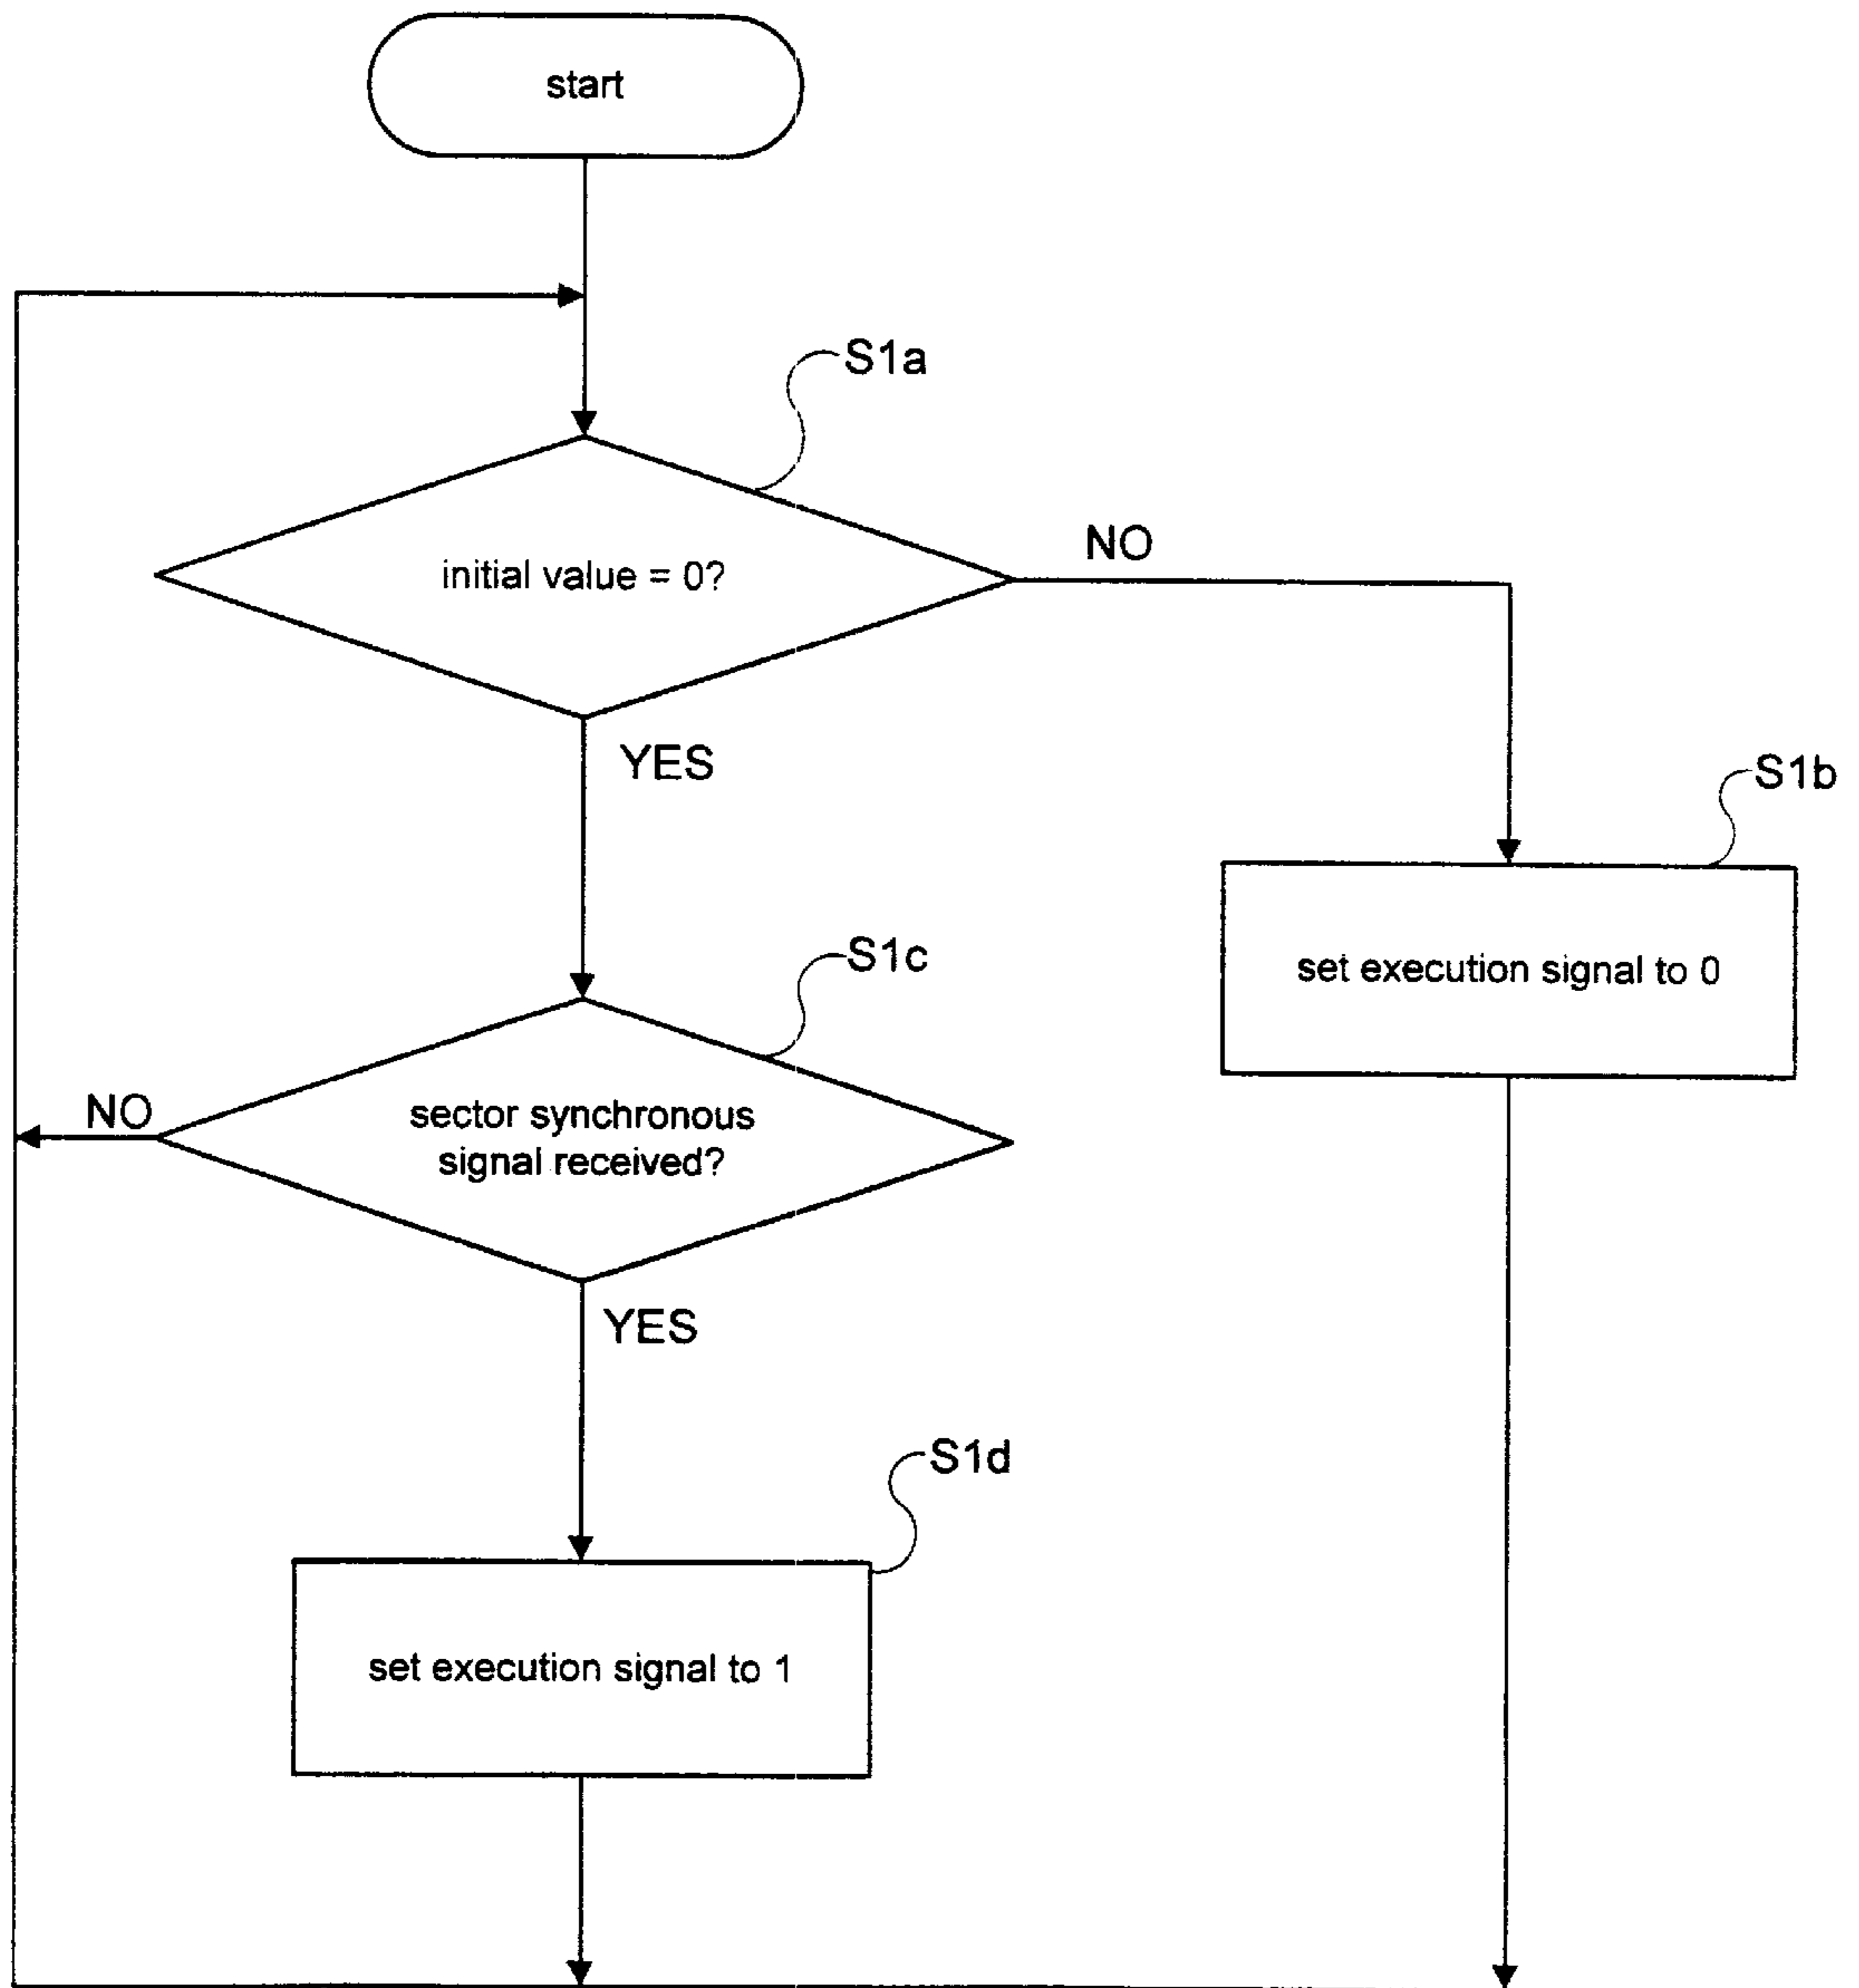 start
S1a
initial value = 0?
NO
YES
S1b
set execution signal to 0
S1c
NO
sector synchronous
signal received?
YES
S1d
set execution signal to 1